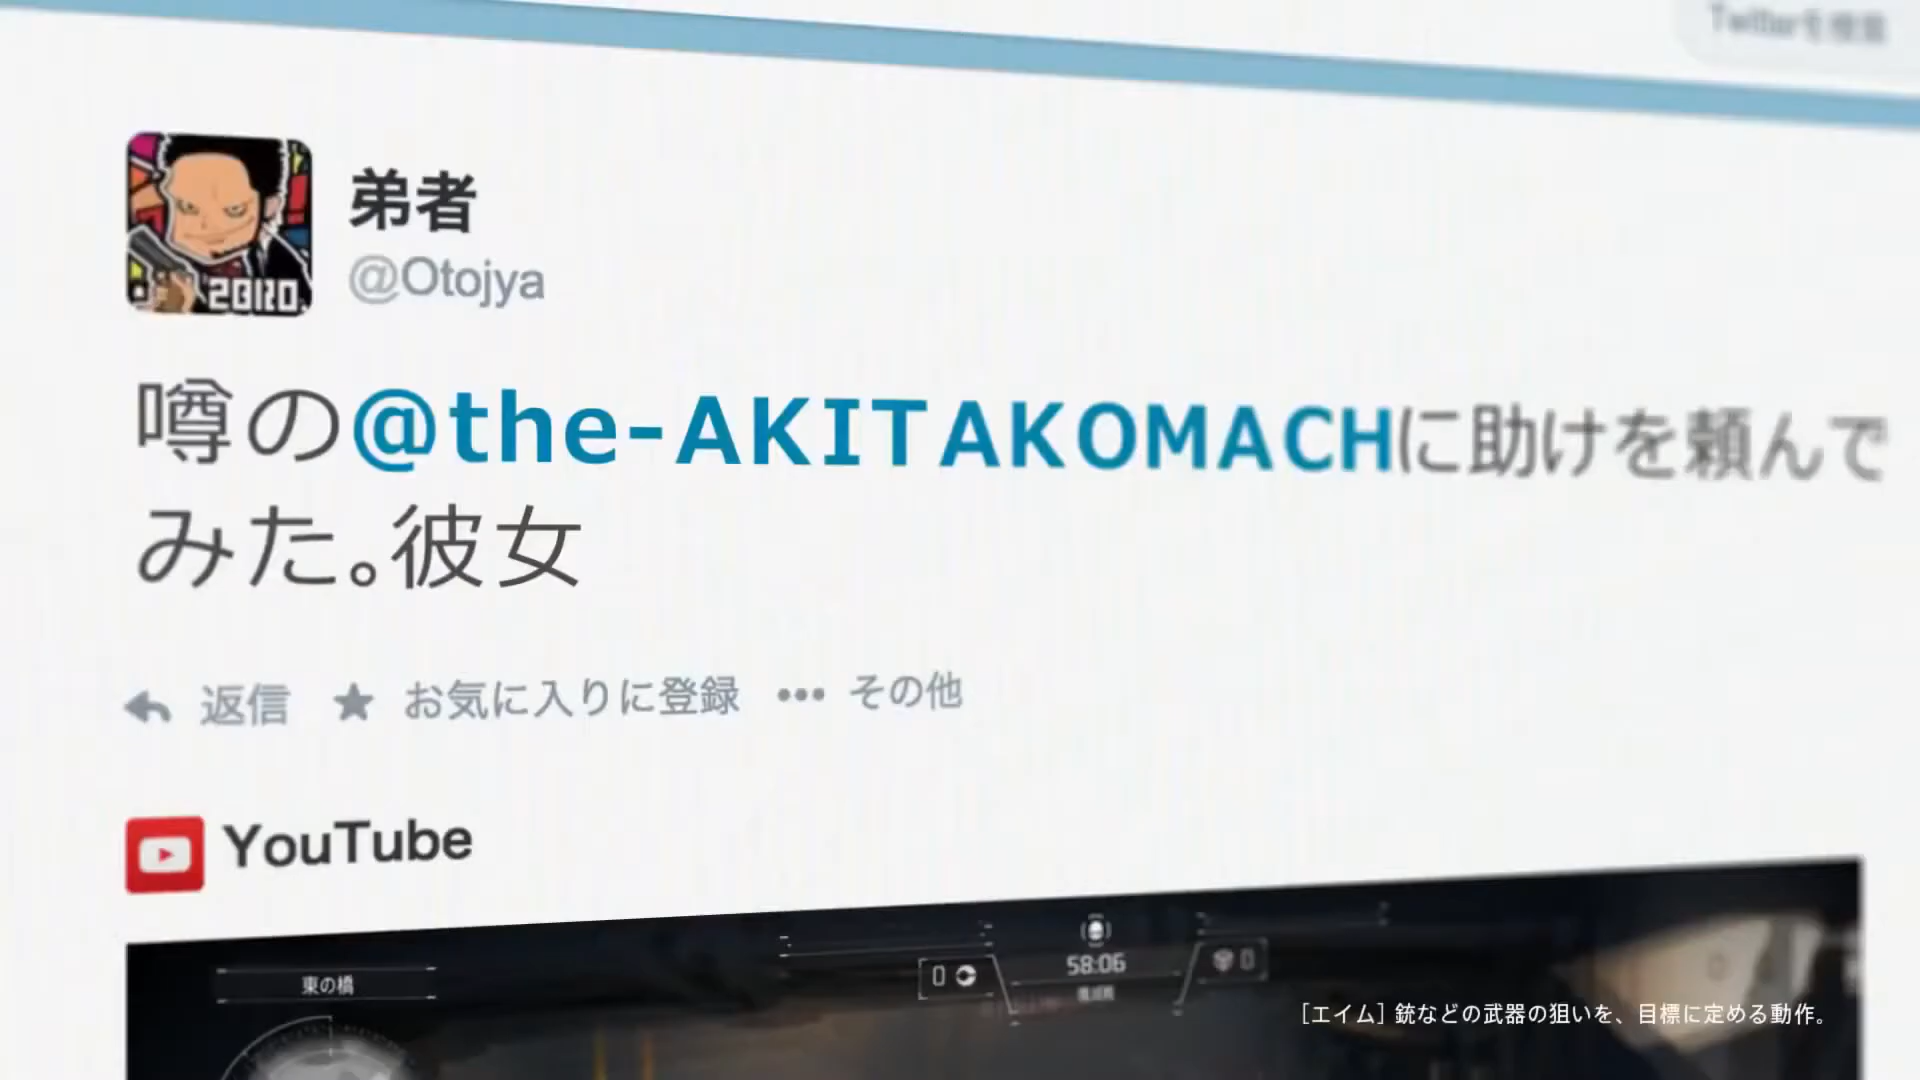 Twitterを検索
弟者
@Otojya
2BRO.
噂の@the-AKITAKOMACHに助けを頼んで
みた。彼女
返信 お気に入りに登録 その他
YouTube
東の橋
0
58:06
0
[エイム] 銃などの武器の狙いを、目標に定める動作。